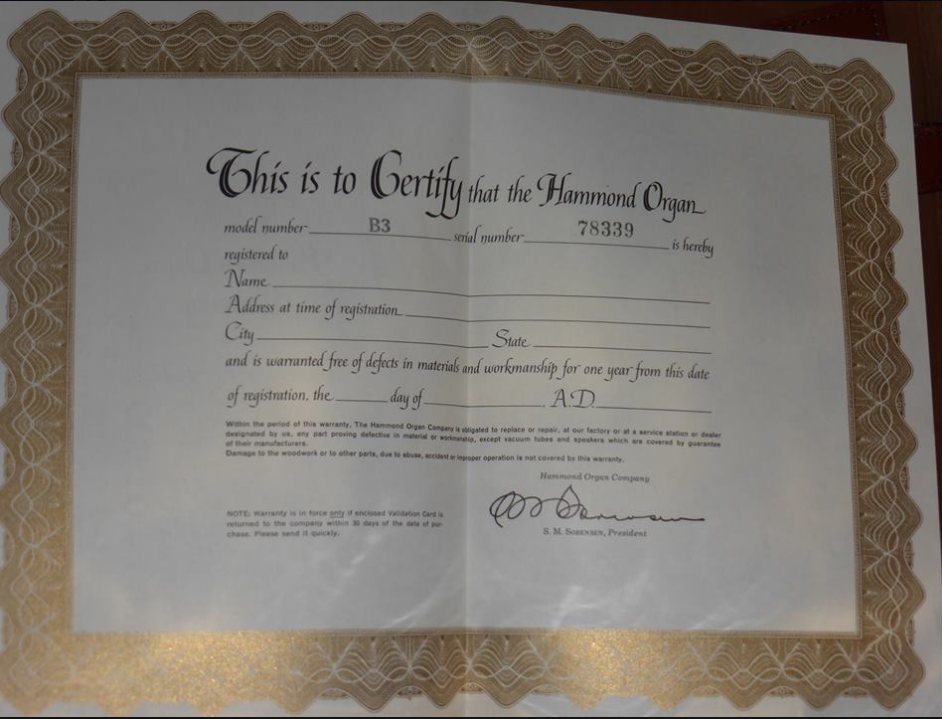 This is to Certify that the Hammond Organ
model number B3 serial number 78339 is hereby
registered to
Name
Address at time of registration
City State
and is warranted free of defects in materials and workmanship for one year from this date
of registration, the day of A.D.
Within the period of this warranty, The Hammond Organ Company is obligated to replace or repair, at our factory or at a service station or dealer
designated by us, any part proving defective in material or workmanship, except vacuum tubes and speakers which are covered by guarantee
of their manufacturers.
Damage to the woodwork or to other parts, due to abuse, accident or improper operation is not covered by this warranty.
Hammond Organ Company
S. M. SORENSEN, President
NOTE: Warranty is in force only if enclosed Validation Card is
returned to the company within 30 days of the date of pur-
chase. Please send it quickly.